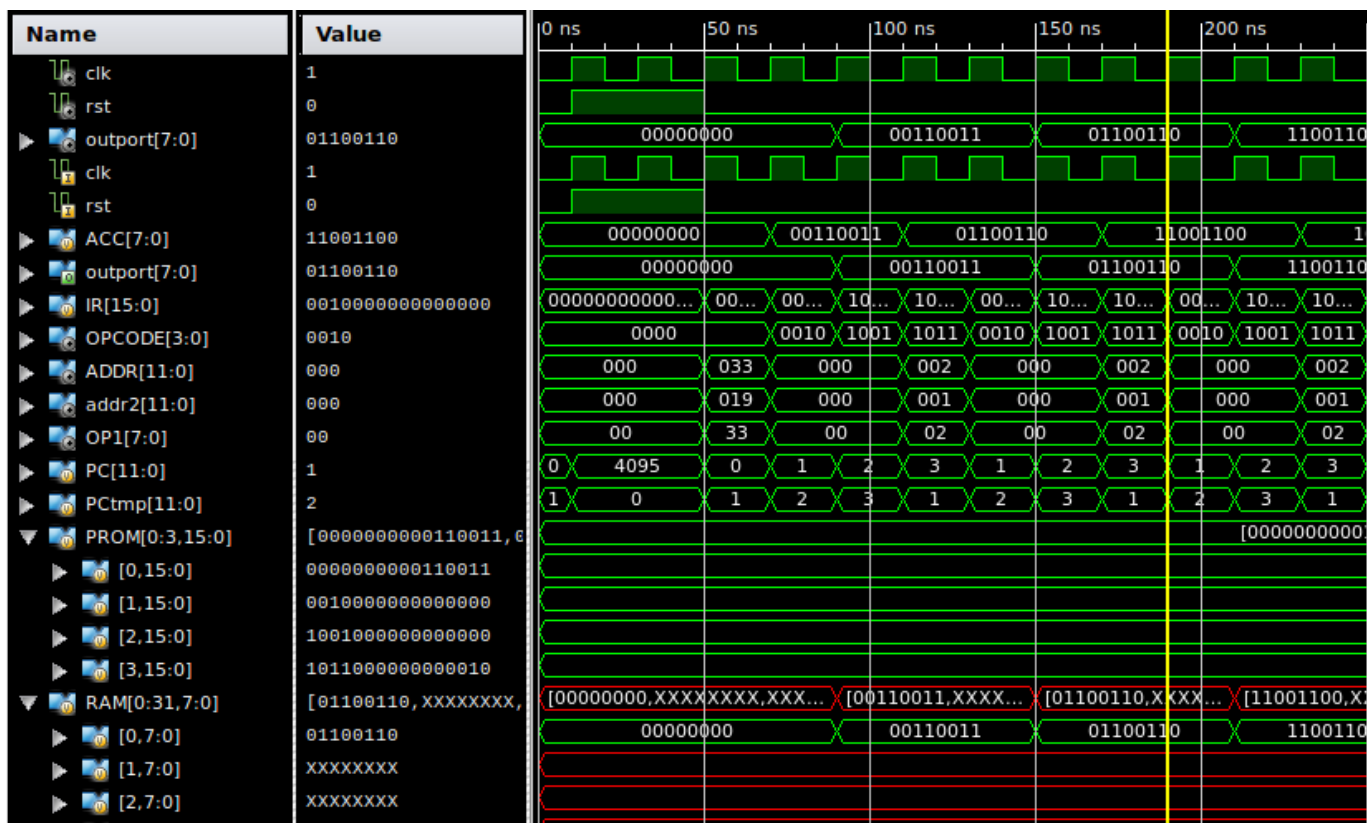 Name Value 0 ns 50 ns 100 ns 150 ns 200 ns
clk 1
rst 0
outport[7:0] 01100110 00000000 00110011 01100110 1100110
clk 1
rst 0
ACC[7:0] 11001100 00000000 00110011 01100110 11001100 1
outport[7:0] 01100110 00000000 00110011 01100110 1100110
IR[15:0] 0010000000000000 00000000000... 00... 00... 10... 10... 00... 10... 10... 00... 10... 10...
OPCODE[3:0] 0010 0000 0010 1001 1011 0010 1001 1011 0010 1001 1011
ADDR[11:0] 000 000 033 000 002 000 002 000 002
addr2[11:0] 000 000 019 000 001 000 001 000 001
OP1[7:0] 00 00 33 00 02 00 02 00 02
PC[11:0] 1 0 4095 0 1 2 3 1 2 3 1 2 3
PCtmp[11:0] 2 1 0 1 2 3 1 2 3 1 2 3 1
PROM[0:3,15:0] [0000000000110011,0 [0000000000
[0,15:0] 0000000000110011
[1,15:0] 0010000000000000
[2,15:0] 1001000000000000
[3,15:0] 1011000000000010
RAM[0:31,7:0] [01100110,XXXXXXXX, [00000000,XXXXXXXX,XXX... [00110011,XXXX... [01100110,XXXX... [11001100,XX
[0,7:0] 01100110 00000000 00110011 01100110 1100110
[1,7:0] XXXXXXXX
[2,7:0] XXXXXXXX